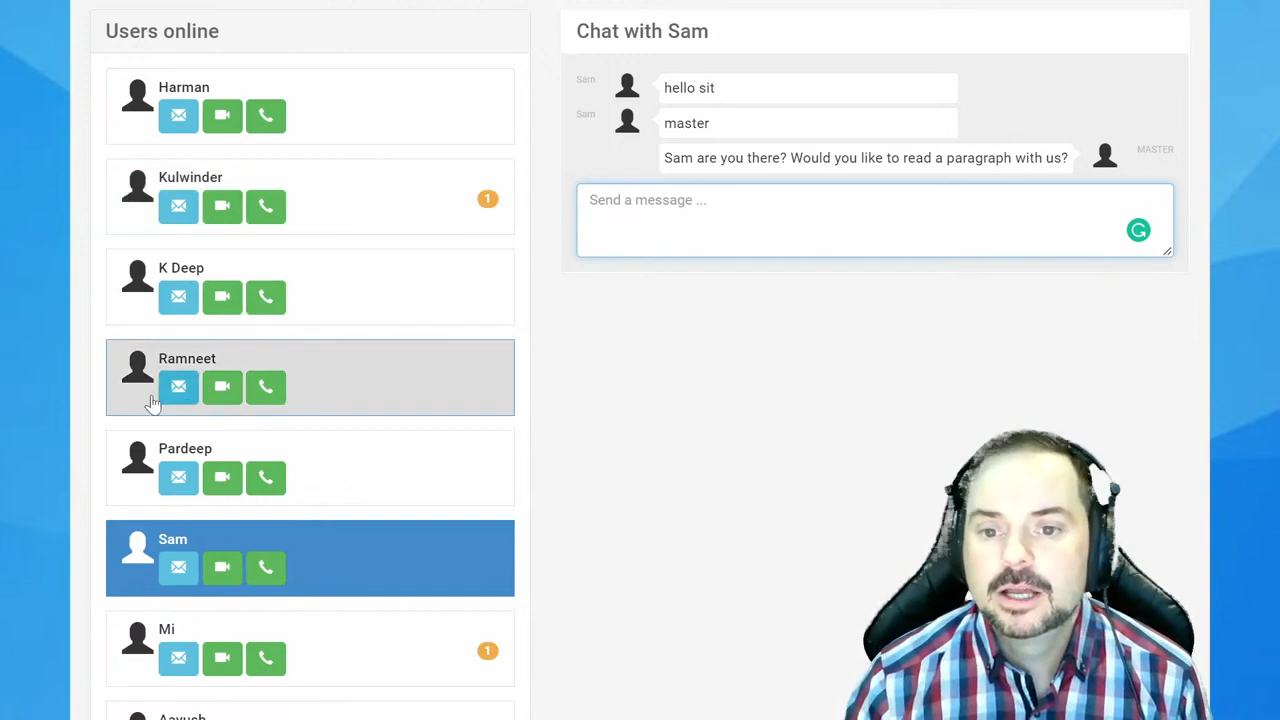 Users online
Harman
Kulwinder
1
K Deep
Ramneet
Pardeep
Sam
Mi
1
Aayush
Chat with Sam
Sam
hello sit
Sam
master
Sam are you there? Would you like to read a paragraph with us?
MASTER
Send a message ...